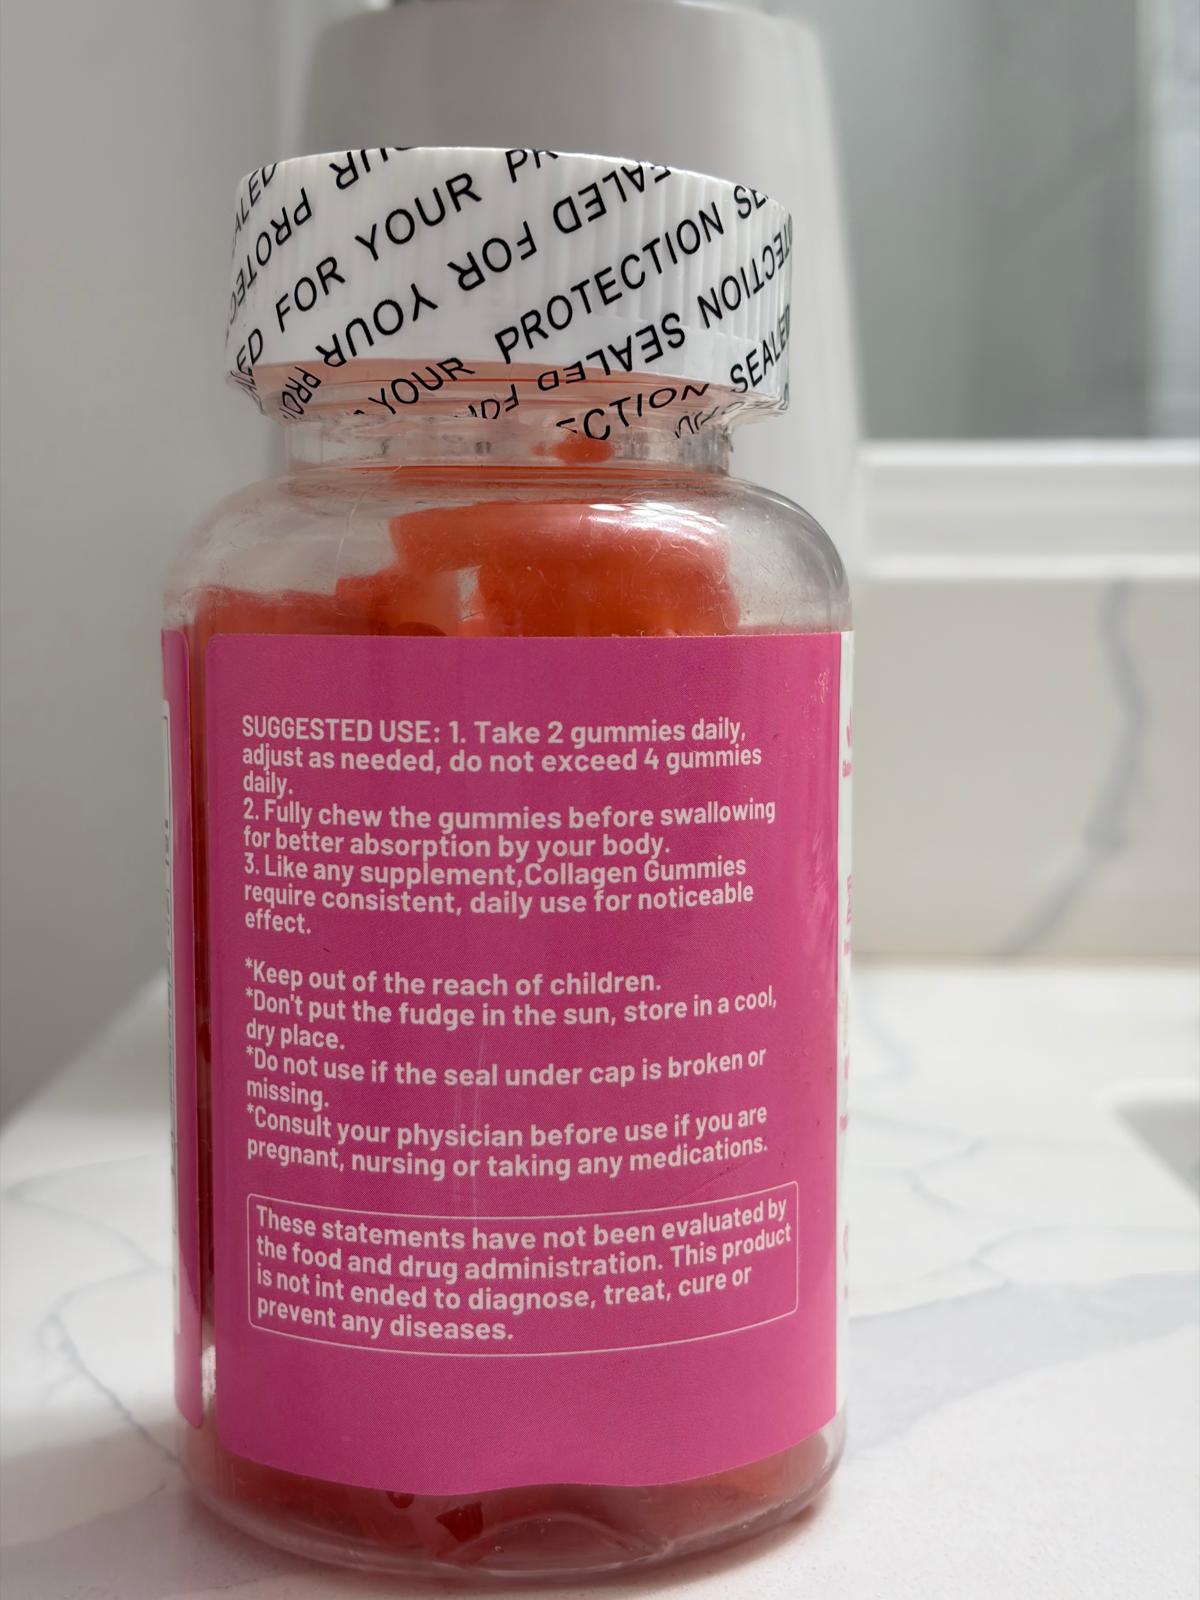 FOR YOUR
FOR YOUR
SEALED
YOUR
PROTECTION
PROTECTION
SEALED
YOUR
SEALED
SUGGESTED USE: 1. Take 2 gummies daily,
adjust as needed, do not exceed 4 gummies
daily.
2. Fully chew the gummies before swallowing
for better absorption by your body.
3. Like any supplement,Collagen Gummies
require consistent, daily use for noticeable
effect.
*Keep out of the reach of children.
*Don't put the fudge in the sun, store in a cool,
dry place.
*Do not use if the seal under cap is broken or
missing.
*Consult your physician before use if you are
pregnant, nursing or taking any medications.
These statements have not been evaluated by
the food and drug administration. This product
is not int ended to diagnose, treat, cure or
prevent any diseases.